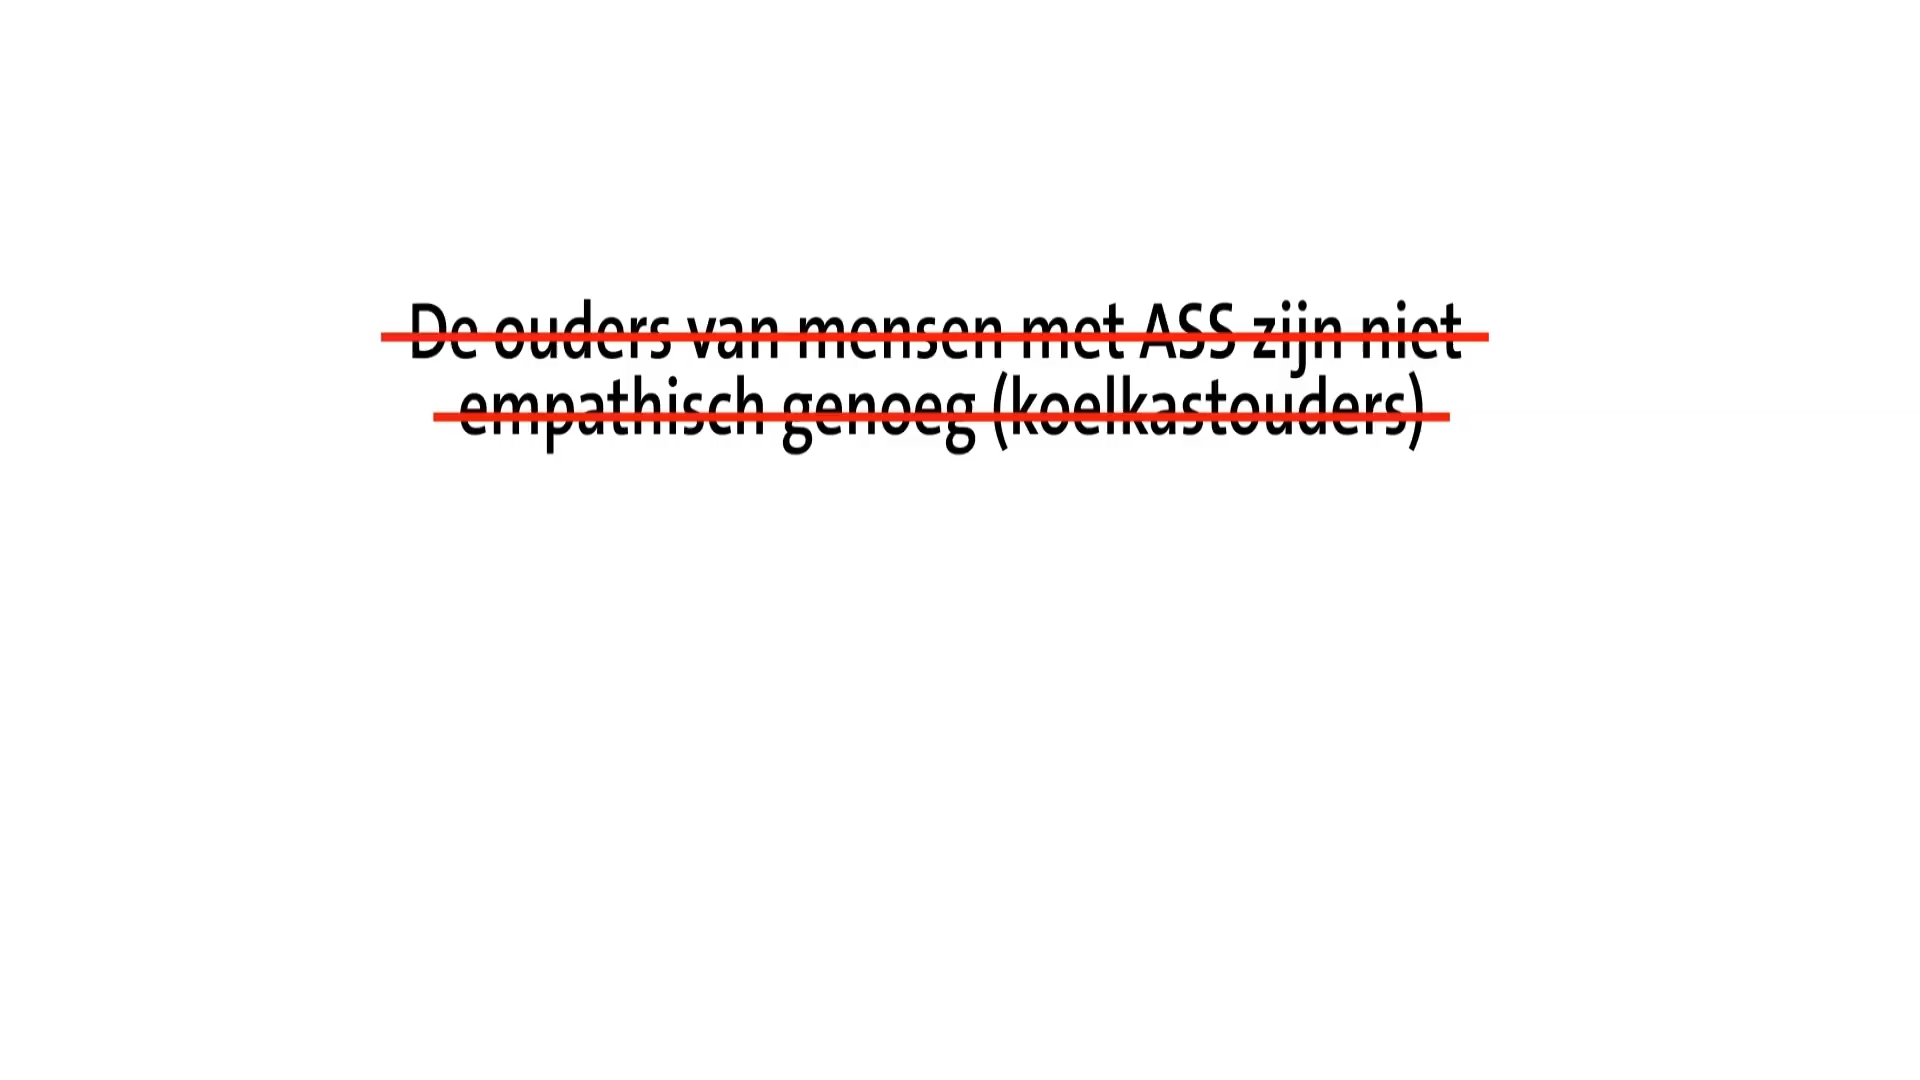 De ouders van mensen met ASS zijn niet
empathisch genoeg (koelkastouders)